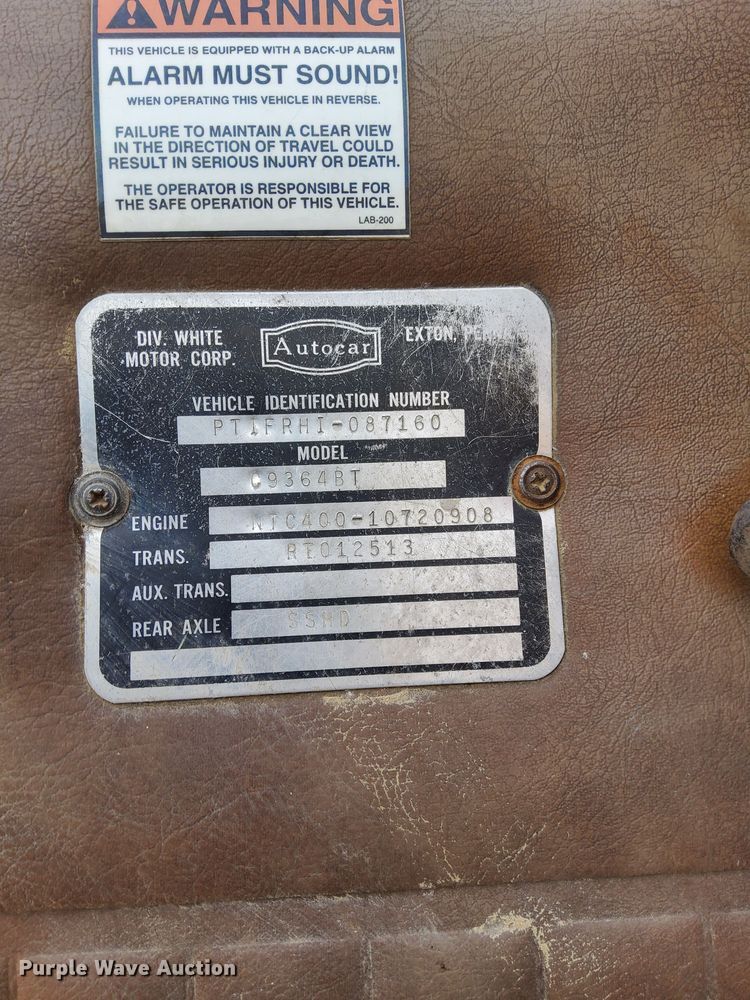 WARNING
THIS VEHICLE IS EQUIPPED WITH A BACK-UP ALARM
ALARM MUST SOUND!
WHEN OPERATING THIS VEHICLE IN REVERSE.
FAILURE TO MAINTAIN A CLEAR VIEW
IN THE DIRECTION OF TRAVEL COULD
RESULT IN SERIOUS INJURY OR DEATH.
THE OPERATOR IS RESPONSIBLE FOR
THE SAFE OPERATION OF THIS VEHICLE.
LAB-200
DIV. WHITE
MOTOR CORP.
Autocar
EXTON,
VEHICLE IDENTIFICATION NUMBER
PTIFRHI-087160
MODEL
C9364BT
ENGINE NTC400-10720908
TRANS. RTO12513
AUX. TRANS.
REAR AXLE SSHD
Purple Wave Auction